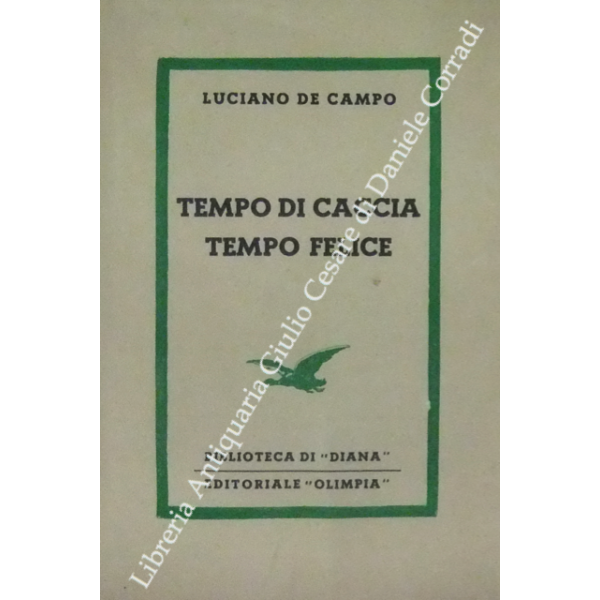 LUCIANO DE CAMPO
TEMPO DI CACCIA
TEMPO FELICE
BIBLIOTECA DI "DIANA"
EDITORIALE "OLIMPIA"
Libreria Antiquaria Giulio Cesare di Daniele Corradi